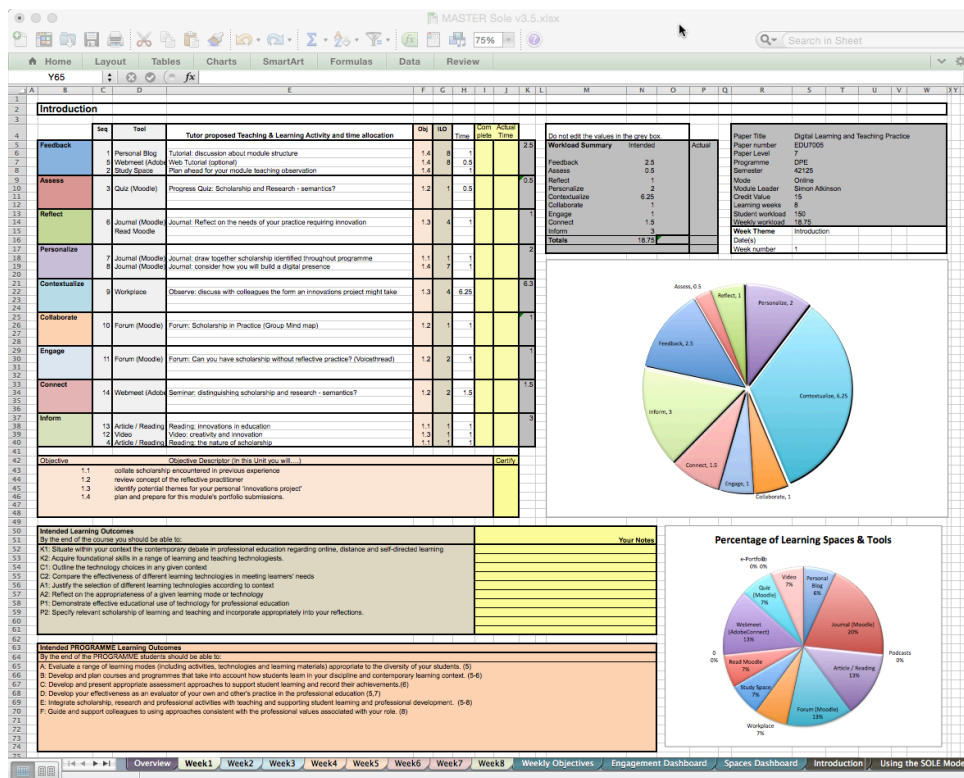 MASTER Sole v3.5.xlsx
75%
Search in Sheet
Home Layout Tables Charts SmartArt Formulas Data Review
Y65 fx
A B C D E F G H I J K L M N O P Q R S T U V W X Y
Introduction
Seq Tool Tutor proposed Teaching & Learning Activity and time allocation Obj ILO Time Com plete Actual Time
Feedback 2.5
1 Personal Blog Tutorial: discussion about module structure 1.4 8 1
5 Webmeet (Adobe Web Tutorial (optional) 1.4 8 0.5
2 Study Space Plan ahead for your module teaching observation 1.4 1
Assess 0.5
3 Quiz (Moodle) Progress Quiz: Scholarship and Research - semantics? 1.2 1 0.5
Reflect 1
6 Journal (Moodle) Journal: Reflect on the needs of your practice requiring innovation 1.3 4 1
Read Moodle
Personalize 2
7 Journal (Moodle) Journal: draw together scholarship identified throughout programme 1.1 1 1
8 Journal (Moodle) Journal: consider how you will build a digital presence 1.4 7 1
Contextualize 6.3
9 Workplace Observe: discuss with colleagues the form an innovations project might take 1.3 4 6.25
Collaborate 1
10 Forum (Moodle) Forum: Scholarship in Practice (Group Mind map) 1.2 1 1
Engage 1
11 Forum (Moodle) Forum: Can you have scholarship without reflective practice? (Voicethread) 1.2 2 1
Connect 1.5
14 Webmeet (Adobe Seminar: distinguishing scholarship and research - semantics? 1.2 2 1.5
Inform 3
13 Article / Reading Reading: innovations in education 1.1 1 1
12 Video Video: creativity and innovation 1.3 1 1
4 Article / Reading Reading: the nature of scholarship 1.1 1 1
Objective Objective Descriptor (In this Unit you will....) Certify
1.1 collate scholarship encountered in previous experience
1.2 review concept of the reflective practitioner
1.3 identify potential themes for your personal 'innovations project'
1.4 plan and prepare for this module's portfolio submissions.
Do not edit the values in the grey box.
Workload Summary Intended Actual
Feedback 2.5
Assess 0.5
Reflect 1
Personalize 2
Contextualize 6.25
Collaborate 1
Engage 1
Connect 1.5
Inform 3
Totals 18.75
Paper Title Digital Learning and Teaching Practice
Paper number EDU7005
Paper Level 7
Programme DPE
Semester 42125
Mode Online
Module Leader Simon Atkinson
Credit Value 15
Learning weeks 8
Student workload 150
Weekly workload 18.75
Week Theme Introduction
Date(s)
Week number 1
Assess, 0.5
Reflect, 1
Personalize, 2
Feedback, 2.5
Contextualize, 6.25
Inform, 3
Connect, 1.5
Engage, 1
Collaborate, 1
Intended Learning Outcomes
By the end of the course you should be able to: Your Notes
K1: Situate within your context the contemporary debate in professional education regarding online, distance and self-directed learning
K2: Acquire foundational skills in a range of learning and teaching technologiests.
C1: Outline the technology choices in any given context
C2: Compare the effectiveness of different learning technologies in meeting learners' needs
A1: Justify the selection of different learning technologies according to context
A2: Reflect on the appropriateness of a given learning mode or technology
P1: Demonstrate effective educational use of technology for professional education
P2: Specify relevant scholarship of learning and teaching and incorporate appropriately into your reflections.
Intended PROGRAMME Learning Outcomes
By the end of the PROGRAMME students should be able to:
A: Evaluate a range of learning modes (including activities, technologies and learning materials) appropriate to the diversity of your students. (5)
B: Develop and plan courses and programmes that take into account how students learn in your discipline and contemporary learning context. (5-6)
C: Develop and present appropriate assessment approaches to support student learning and record their achievements.(6)
D: Develop your effectiveness as an evaluator of your own and other's practice in the professional education (5,7)
E: Integrate scholarship, research and professional activities with teaching and supporting student learning and professional development. (5-8)
F: Guide and support colleagues to using approaches consistent with the professional values associated with your role. (8)
Percentage of Learning Spaces & Tools
e-Portfolio
0% 0%
Video
7%
Personal
Blog
6%
Quiz
(Moodle)
7%
Journal (Moodle)
20%
Webmeet
(AdobeConnect)
13%
Podcasts
0%
0
0%
Read Moodle
7%
Article / Reading
13%
Study Space
7%
Forum (Moodle)
13%
Workplace
7%
Overview Week1 Week2 Week3 Week4 Week5 Week6 Week7 Week8 Weekly Objectives Engagement Dashboard Spaces Dashboard Introduction Using the SOLE Mode